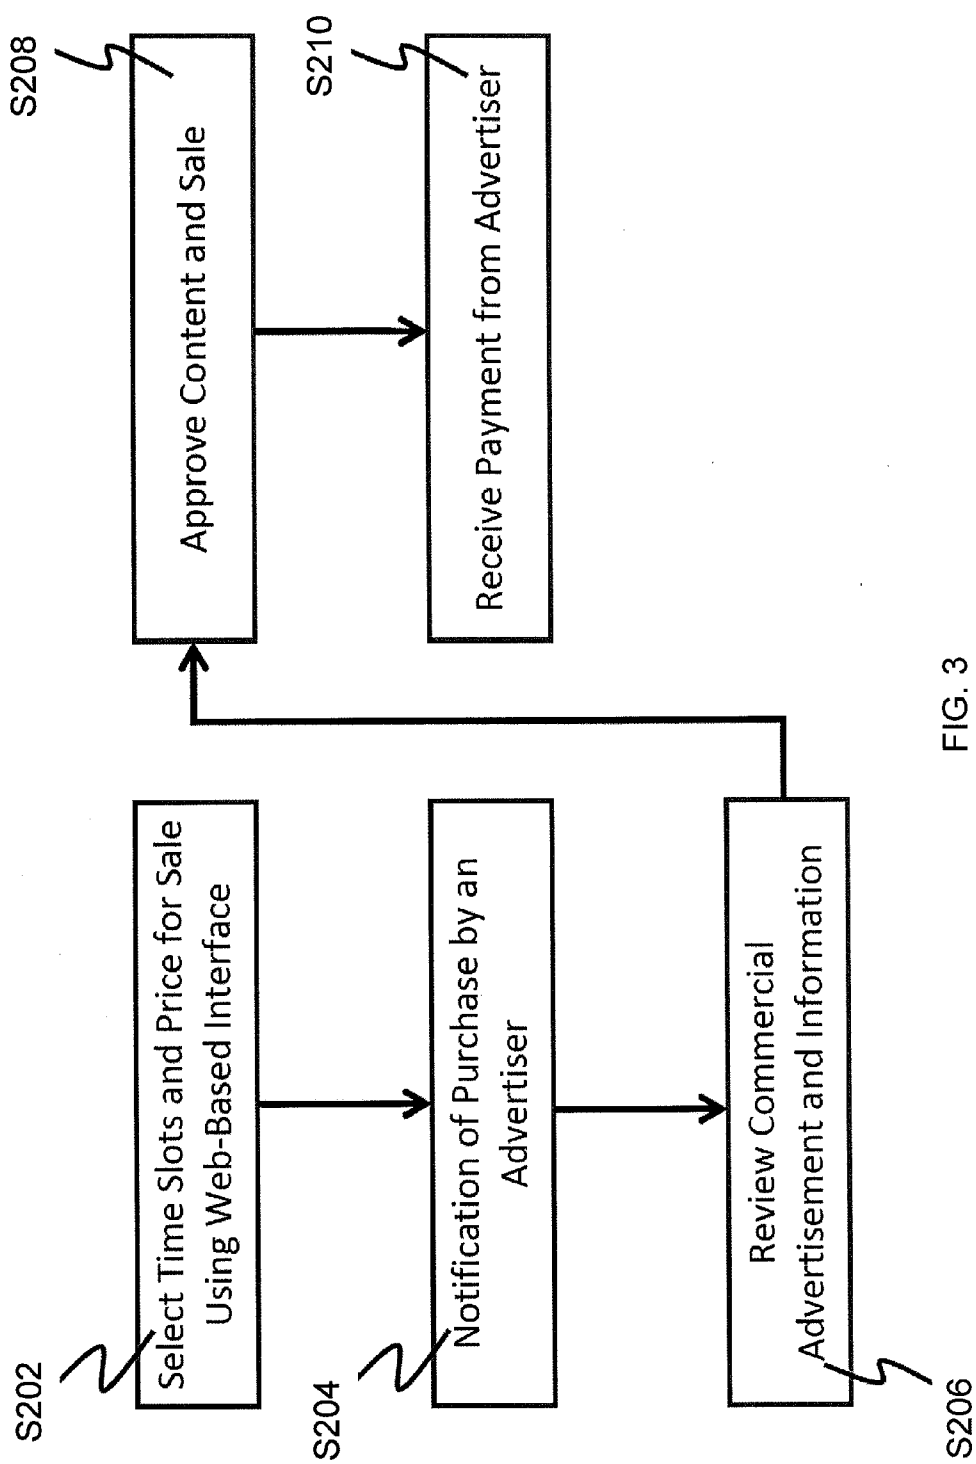 S202
Select Time Slots and Price for Sale
Using Web-Based Interface
S204
Notification of Purchase by an
Advertiser
Review Commercial
Advertisement and Information
S206
S208
Approve Content and Sale
S210
Receive Payment from Advertiser
FIG. 3